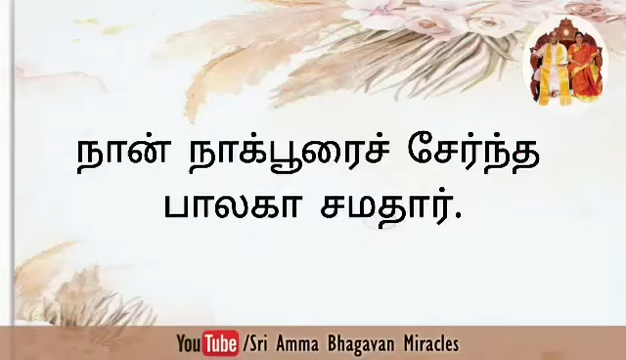 நான் நாக்பூரைச் சேர்ந்த
பாலகா சமதார்.
YouTube/Sri Amma Bhagavan Miracles